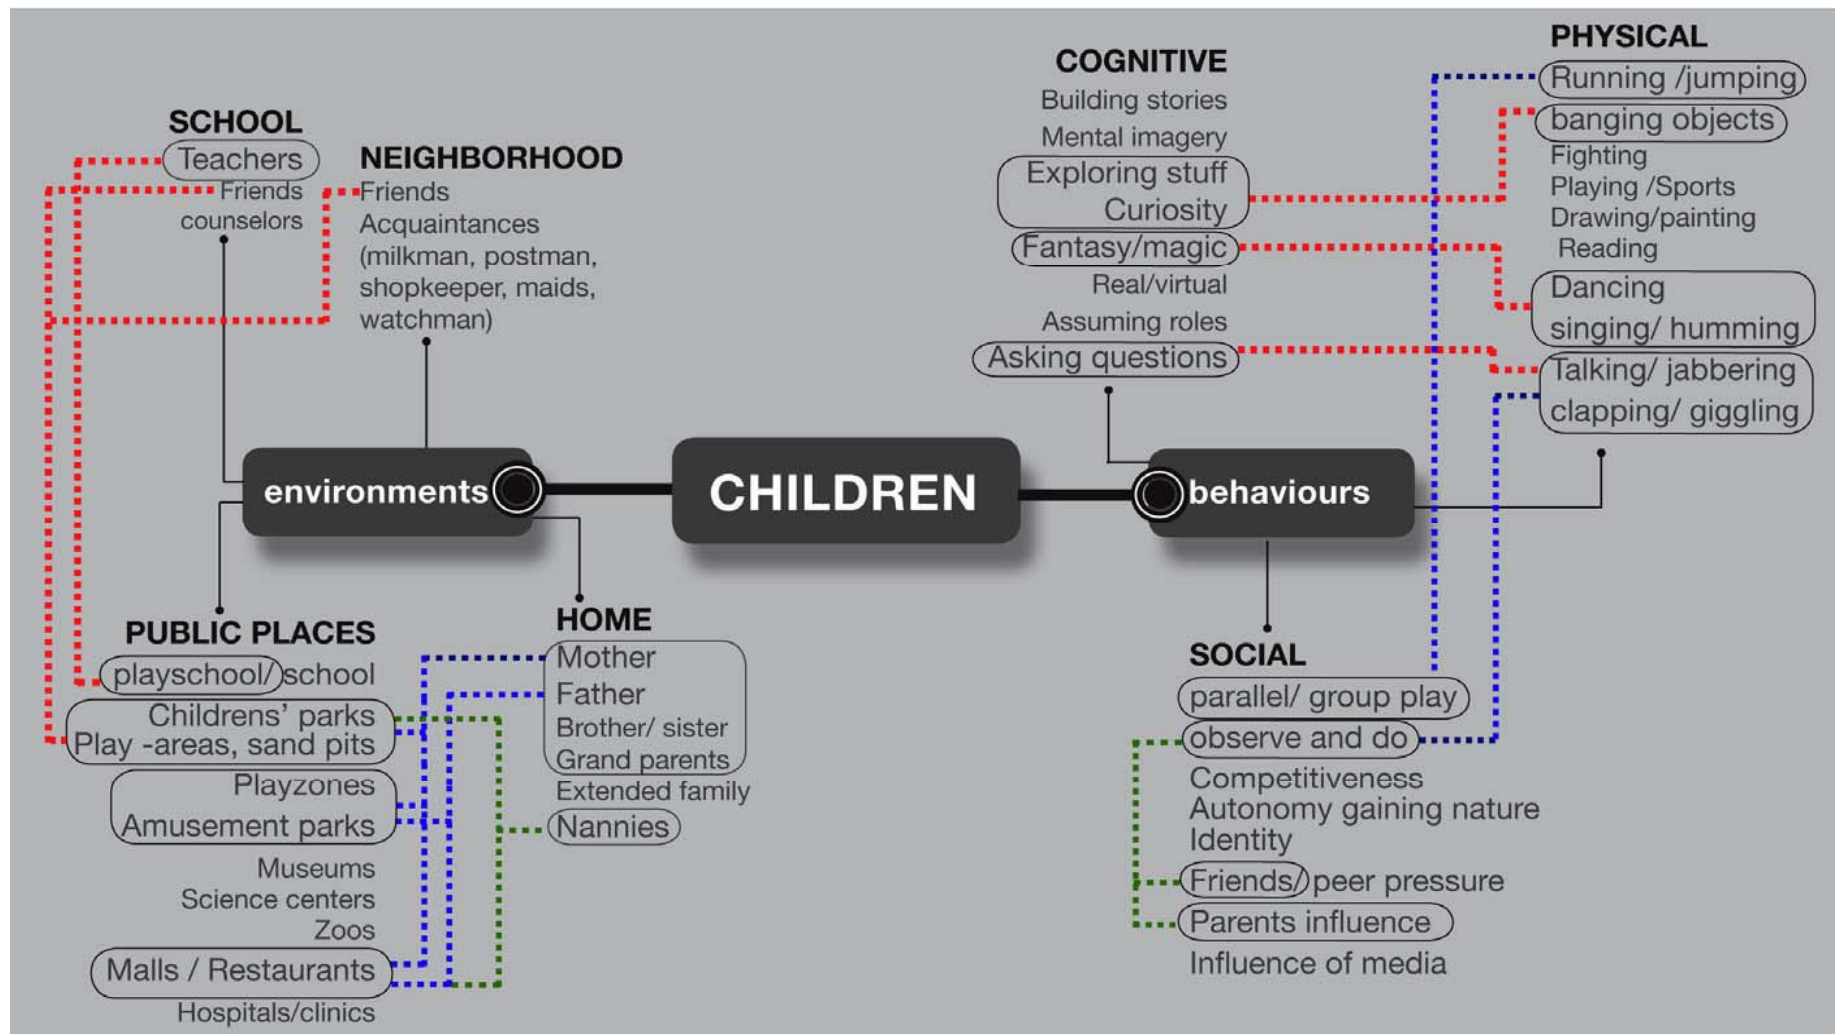 SCHOOL
Teachers
Friends
counselors
NEIGHBORHOOD
Friends
Acquaintances
(milkman, postman,
shopkeeper, maids,
watchman)
COGNITIVE
Building stories
Mental imagery
Exploring stuff
Curiosity
Fantasy/magic
Real/virtual
Assuming roles
Asking questions
PHYSICAL
Running /jumping
banging objects
Fighting
Playing /Sports
Drawing/painting
Reading
Dancing
singing/ humming
Talking/ jabbering
clapping/ giggling
environments
CHILDREN
behaviours
PUBLIC PLACES
playschool/ school
Childrens' parks
Play -areas, sand pits
Playzones
Amusement parks
Museums
Science centers
Zoos
Malls / Restaurants
Hospitals/clinics
HOME
Mother
Father
Brother/ sister
Grand parents
Extended family
Nannies
SOCIAL
parallel/ group play
observe and do
Competitiveness
Autonomy gaining nature
Identity
Friends/ peer pressure
Parents influence
Influence of media